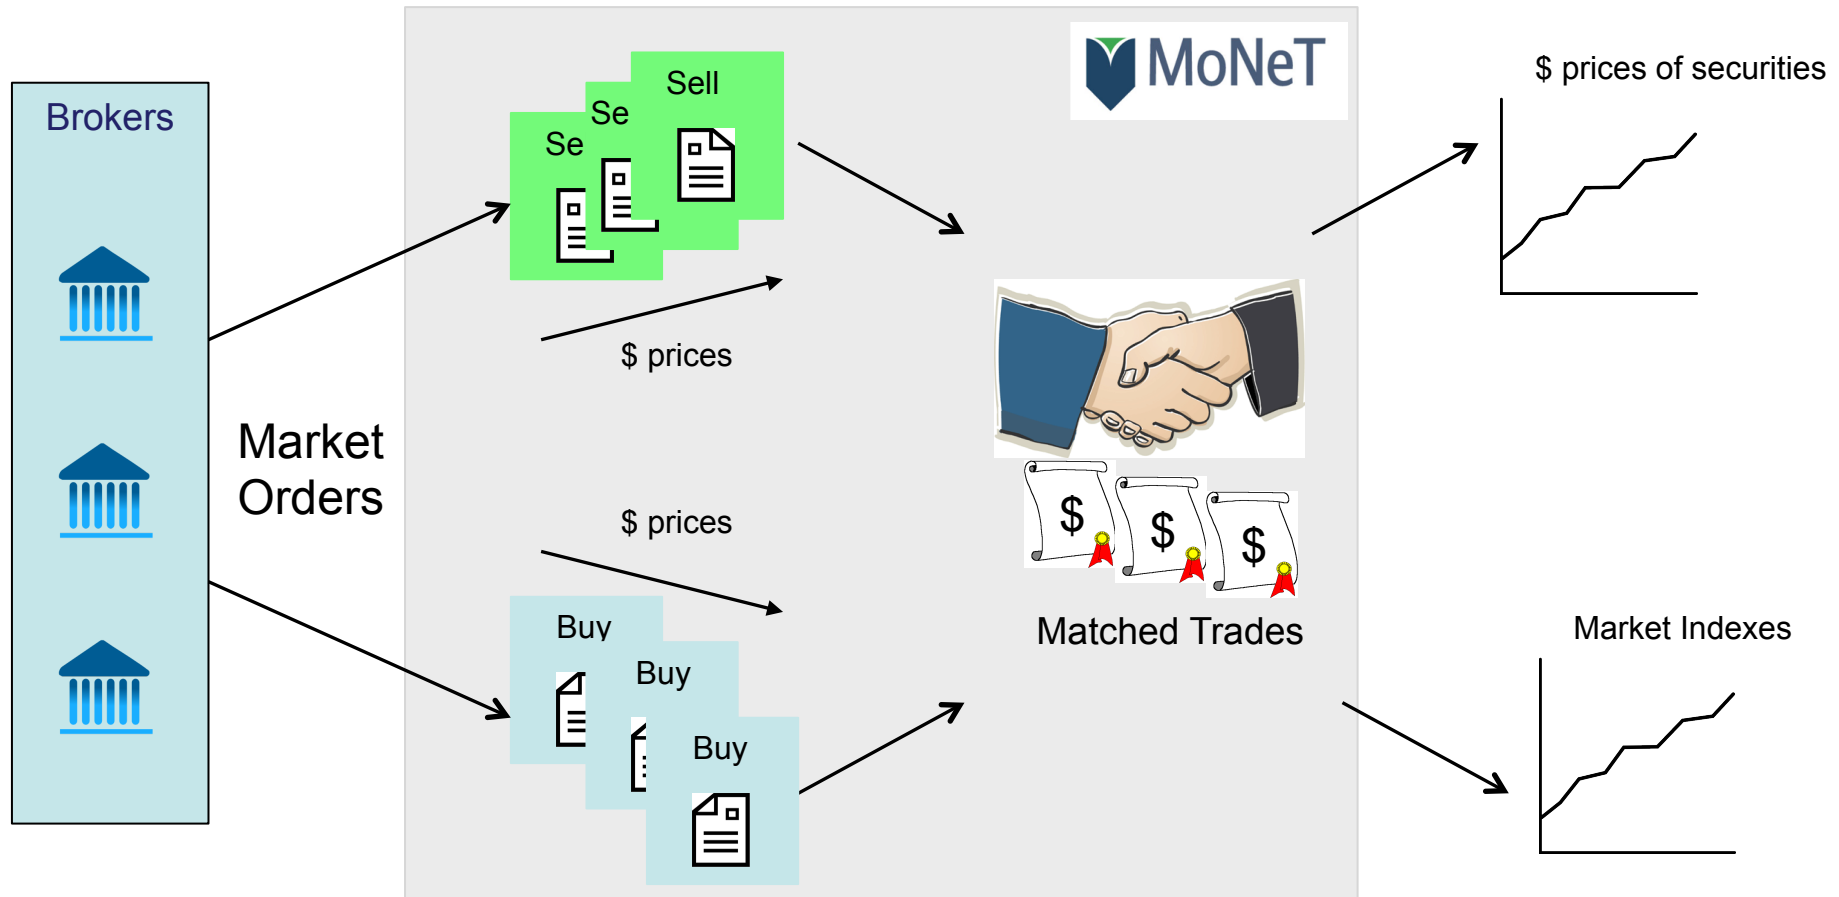 Brokers
Market
Orders
Se
Se
Sell
$ prices
$ prices
Buy
Buy
Buy
MoNeT
$
$
$
Matched Trades
$ prices of securities
Market Indexes